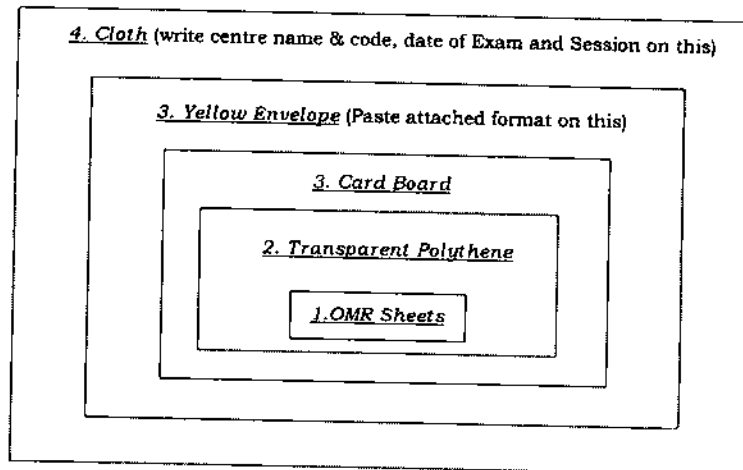 4. Cloth (write centre name & code, date of Exam and Session on this)
3. Yellow Envelope (Paste attached format on this)
3. Card Board
2. Transparent Polythene
1.OMR Sheets